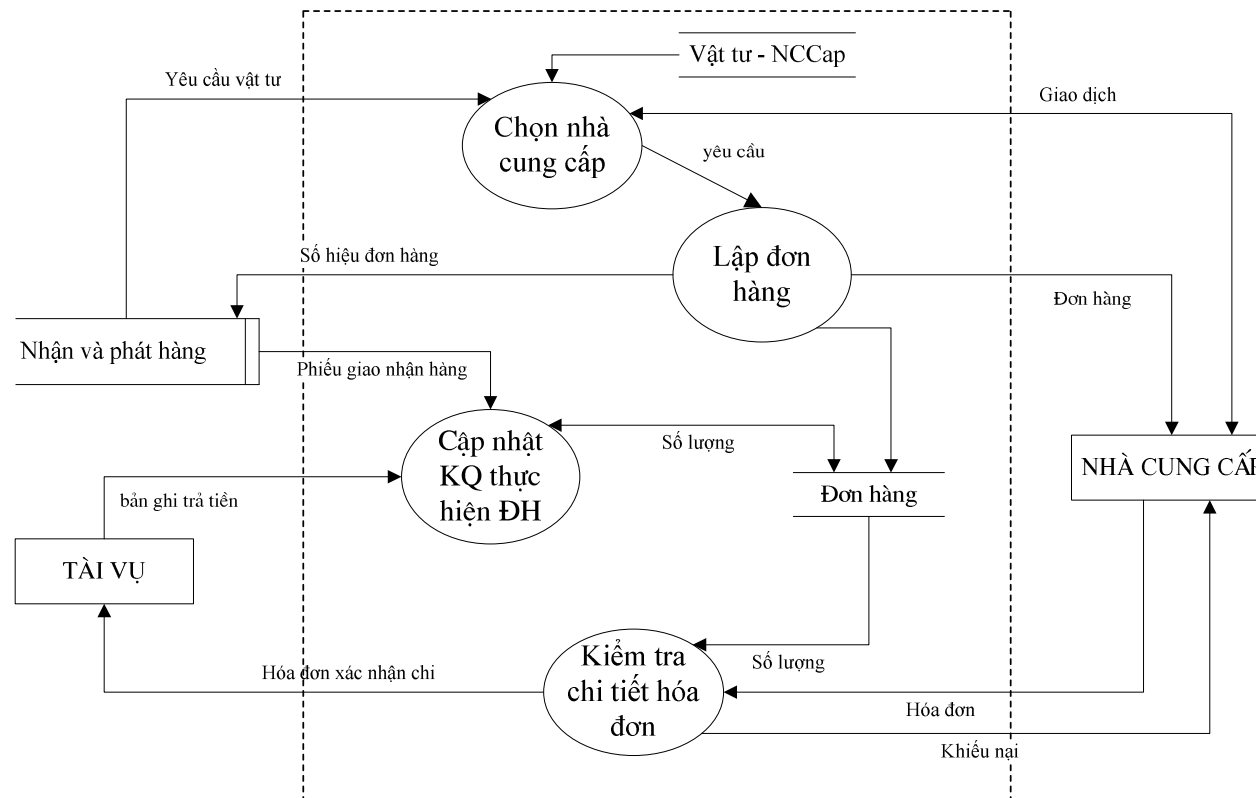 Vật tư - NCCap
Yêu cầu vật tư
Giao dịch
Chọn nhà
cung cấp
yêu cầu
Số hiệu đơn hàng
Lập đơn
hàng
Đơn hàng
Nhận và phát hàng
Phiếu giao nhận hàng
Cập nhật
KQ thực
hiện ĐH
Số lượng
NHÀ CUNG CẤP
bản ghi trả tiền
Đơn hàng
TÀI VỤ
Kiểm tra
chi tiết hóa
đơn
Số lượng
Hóa đơn xác nhận chi
Hóa đơn
Khiếu nại